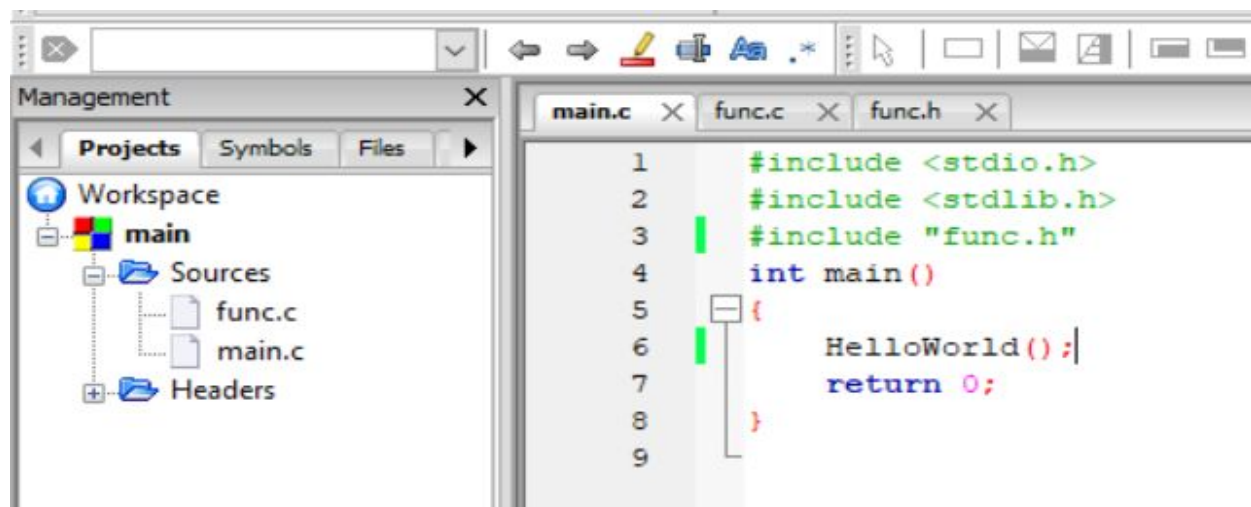 Aa .*
Management
Projects Symbols Files
Workspace
main
Sources
func.c
main.c
Headers
main.c func.c func.h
1 #include <stdio.h>
2 #include <stdlib.h>
3 #include "func.h"
4 int main()
5 {
6 HelloWorld();
7 return 0;
8 }
9